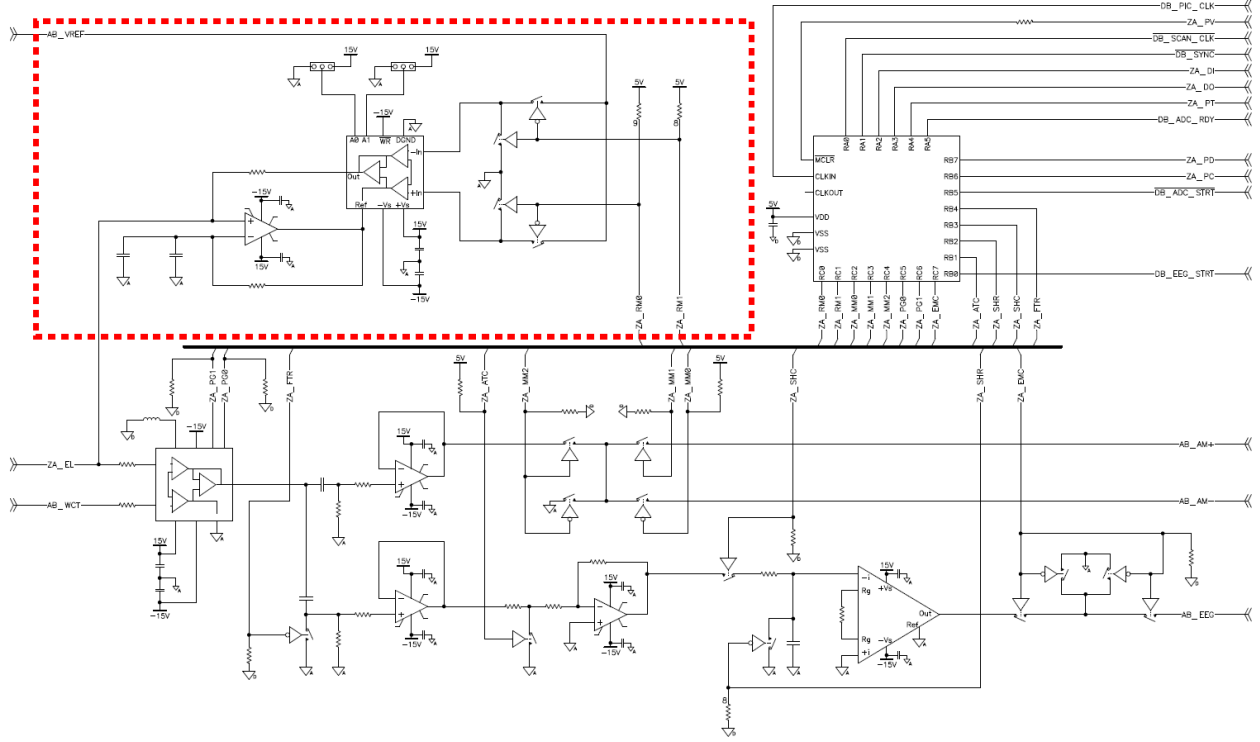 DB_PIC_CLK
AB_VREF
ZA_PV
DB_SCAN_CLK
DB_SYNC
15V 15V
ZA_DI
5V 5V
ZA_DO
-15V
ZA_PT
9 8
DB_ADC_RDY
A0 A1 WR DGND
RA0 RA1 RA2 RA3 RA4 RA5
-In
MCLR RB7 ZA_PD
Out
CLKIN RB6 ZA_PC
+In
CLKOUT RB5 DB_ADC_STRT
-15V
Ref -Vs +Vs
5V
RB4
VDD RB3
15V
VSS RB2
VSS RB1
15V
RC0 RC1 RC2 RC3 RC4 RC5 RC6 RC7 RB0 DB_EEG_STRT
-15V
ZA_RM0 ZA_RM1
ZA_RM0 ZA_RM1 ZA_MM0 ZA_MM1 ZA_MM2 ZA_PG0 ZA_PG1 ZA_EMC ZA_ATC ZA_SHR ZA_SHC ZA_FTR
ZA_PG1 ZA_PG0 ZA_FTR 5V ZA_ATC ZA_MM2 ZA_MM1 ZA_MM0 5V ZA_SHC ZA_SHR ZA_EMC
-15V
15V
AB_AM+
ZA_EL
AB_WCT
-15V
AB_AM-
15V
15V
15V
15V
-i +Vs
Rg
Out
AB_EEG
-15V
Ref
-15V
-15V
Rg -Vs
+i -15V
8